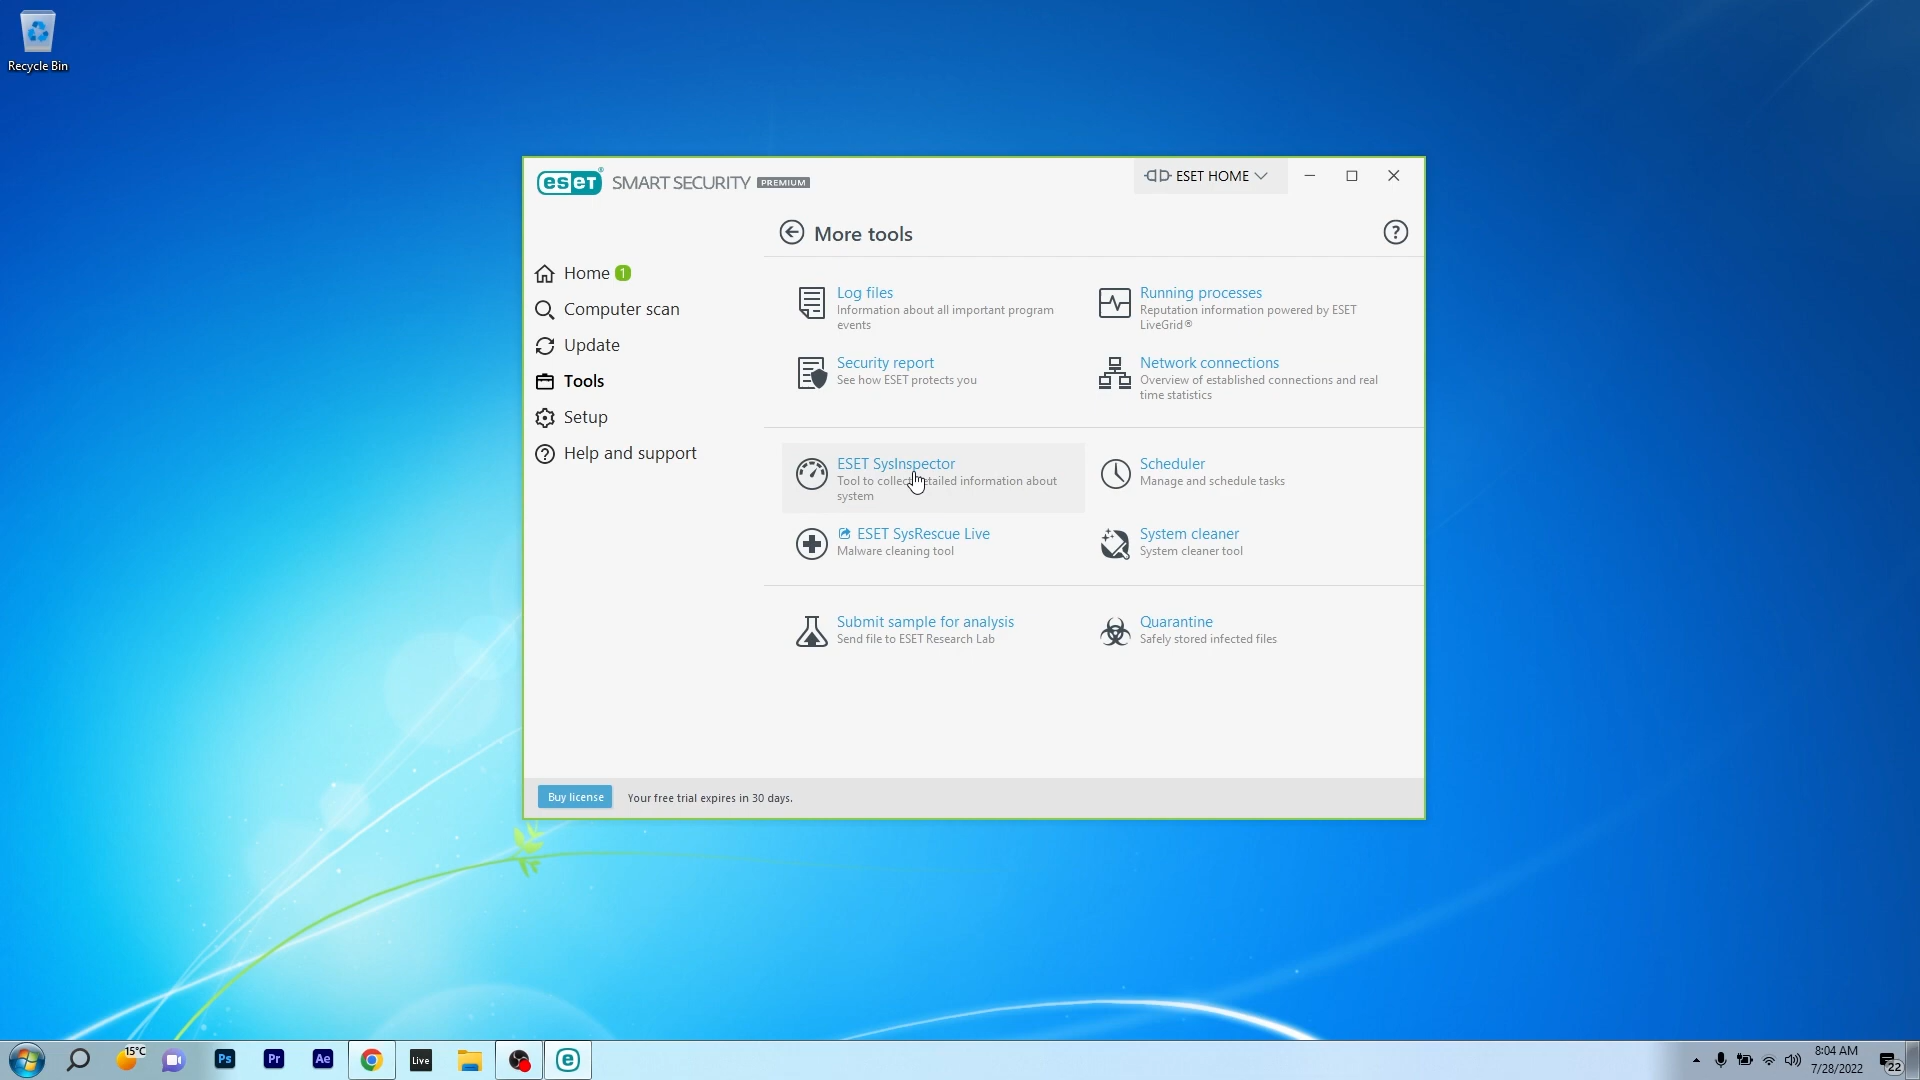 Recycle Bin
eseT® SMART SECURITY PREMIUM
ESET HOME
More tools
?
Home 1
Computer scan
Update
Tools
Setup
Help and support
Log files
Information about all important program
events
Running processes
Reputation information powered by ESET
LiveGrid®
Security report
See how ESET protects you
Network connections
Overview of established connections and real
time statistics
ESET SysInspector
Tool to collect detailed information about
system
Scheduler
Manage and schedule tasks
ESET SysRescue Live
Malware cleaning tool
System cleaner
System cleaner tool
Submit sample for analysis
Send file to ESET Research Lab
Quarantine
Safely stored infected files
Buy license
Your free trial expires in 30 days.
15°C
Ps
Pr
Ae
Live
e
8:04 AM
7/28/2022
22